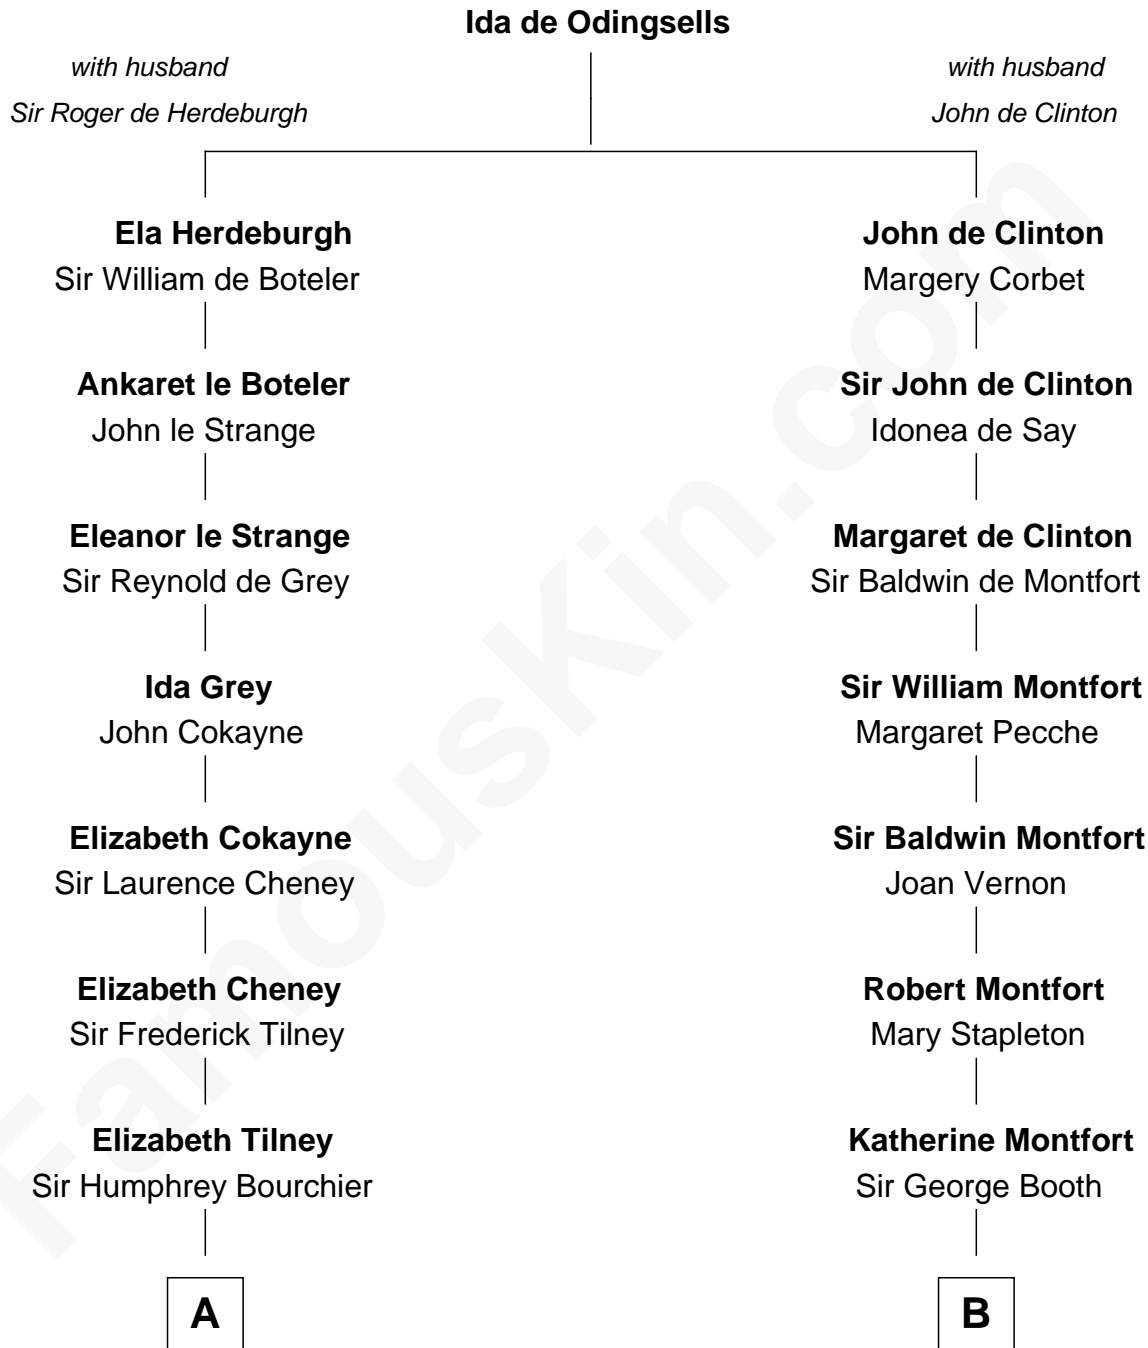 Ida de Odingsells
with husband
Sir Roger de Herdeburgh
with husband
John de Clinton
Ela Herdeburgh
Sir William de Boteler
John de Clinton
Margery Corbet
Ankaret le Boteler
John le Strange
Sir John de Clinton
Idonea de Say
Eleanor le Strange
Sir Reynold de Grey
Margaret de Clinton
Sir Baldwin de Montfort
Ida Grey
John Cokayne
Sir William Montfort
Margaret Pecche
Elizabeth Cokayne
Sir Laurence Cheney
Sir Baldwin Montfort
Joan Vernon
Elizabeth Cheney
Sir Frederick Tilney
Robert Montfort
Mary Stapleton
Elizabeth Tilney
Sir Humphrey Bourchier
Katherine Montfort
Sir George Booth
A
B
FamousKin.com